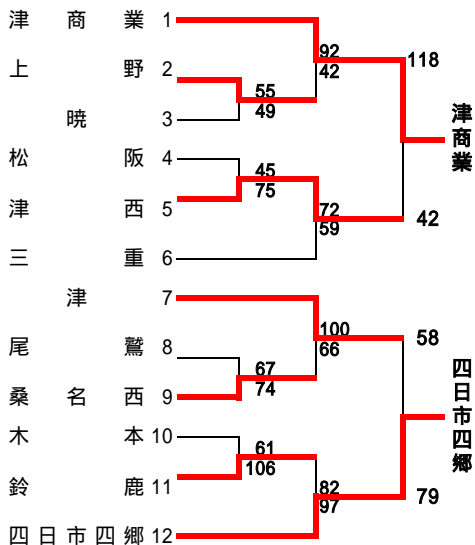 津商業 1
上野 2
暁 3
松阪 4
津西 5
三重 6
津 7
尾鷲 8
桑名西 9
木本 10
鈴鹿 11
四日市四郷 12
55
49
45
75
67
74
61
106
92
42
72
59
100
66
82
97
118
42
58
79
津商業
四日市四郷